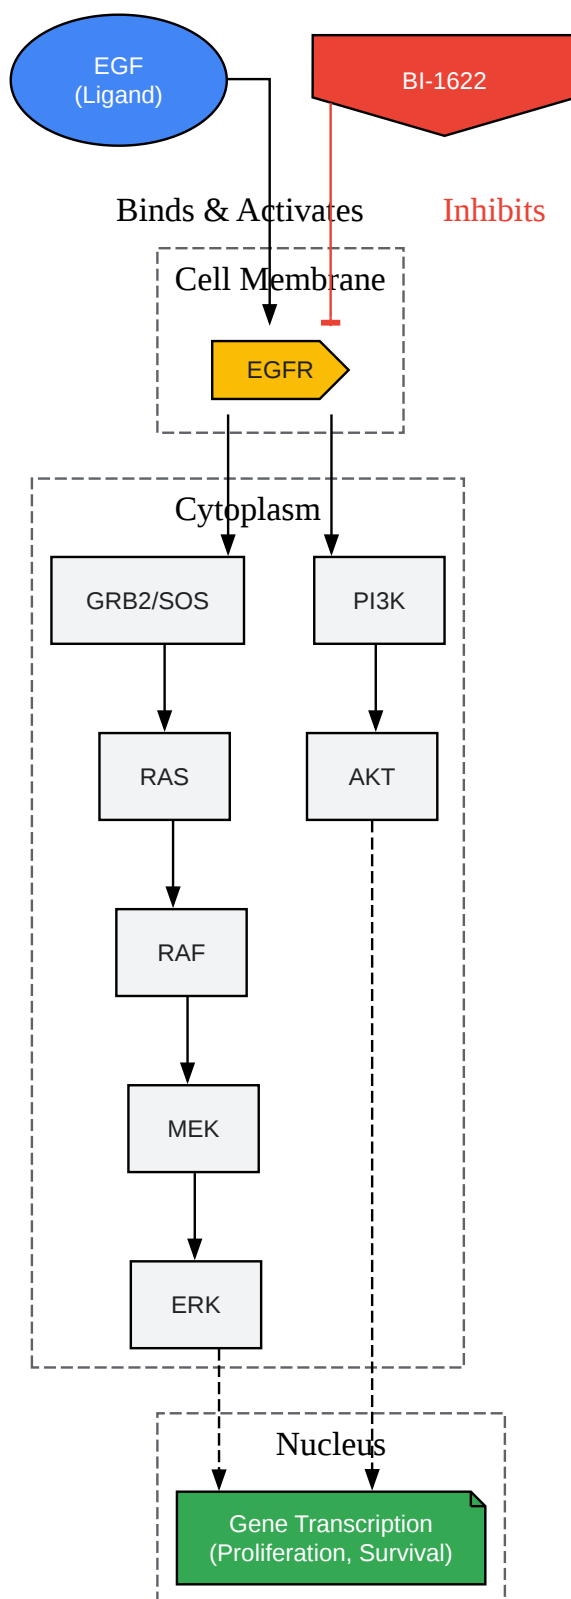 EGF
(Ligand)
BI-1622
Binds & Activates
Inhibits
Cell Membrane
EGFR
Cytoplasm
GRB2/SOS
PI3K
RAS
AKT
RAF
MEK
ERK
Nucleus
Gene Transcription
(Proliferation, Survival)